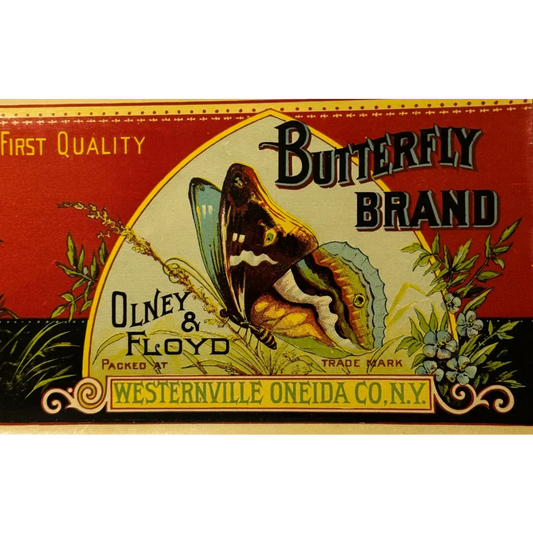 FIRST QUALITY
BUTTERFLY
BRAND
OLNEY
&
FLOYD
PACKED AT
TRADE MARK
WESTERNVILLE ONEIDA CO., N.Y.